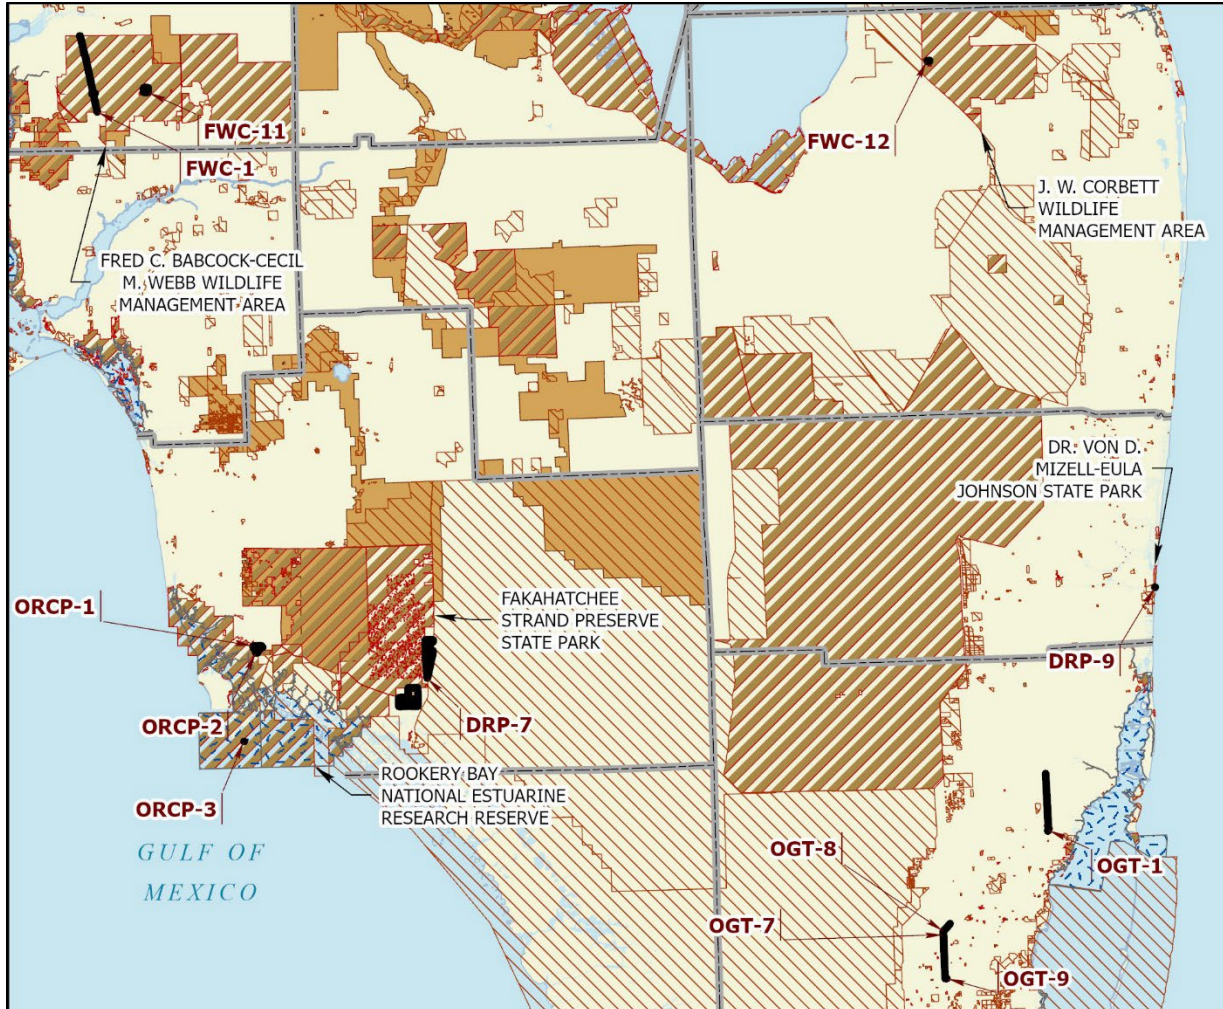 FWC-11
FWC-1
FWC-12
J. W. CORBETT
WILDLIFE
MANAGEMENT AREA
FRED C. BABCOCK-CECIL
M. WEBB WILDLIFE
MANAGEMENT AREA
DR. VON D.
MIZELL-EULA
JOHNSON STATE PARK
ORCP-1
FAKAHATCHEE
STRAND PRESERVE
STATE PARK
DRP-9
ORCP-2
DRP-7
ROOKERY BAY
NATIONAL ESTUARINE
RESEARCH RESERVE
ORCP-3
GULF OF
MEXICO
OGT-8
OGT-1
OGT-7
OGT-9